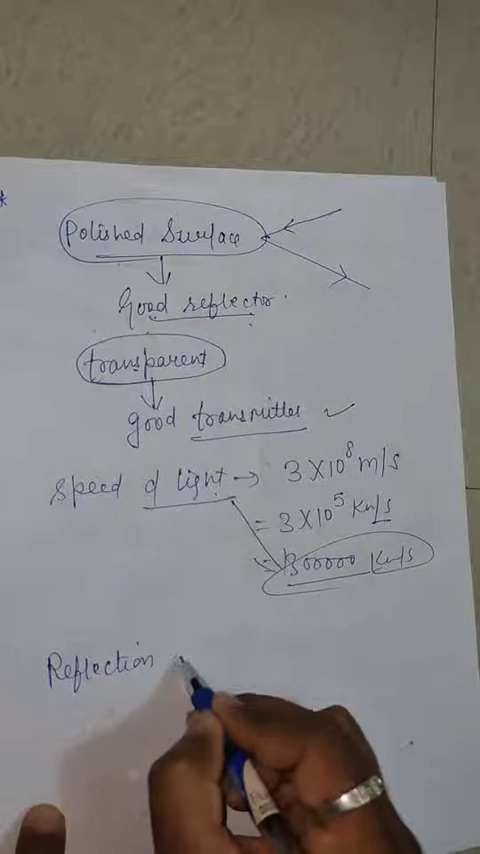 Polished Surface
Good reflector.
transparent
good transmitter
Speed of light → 3×10⁸ m/s
= 3×10⁵ Km/s
= 300000 Km/s
Reflection